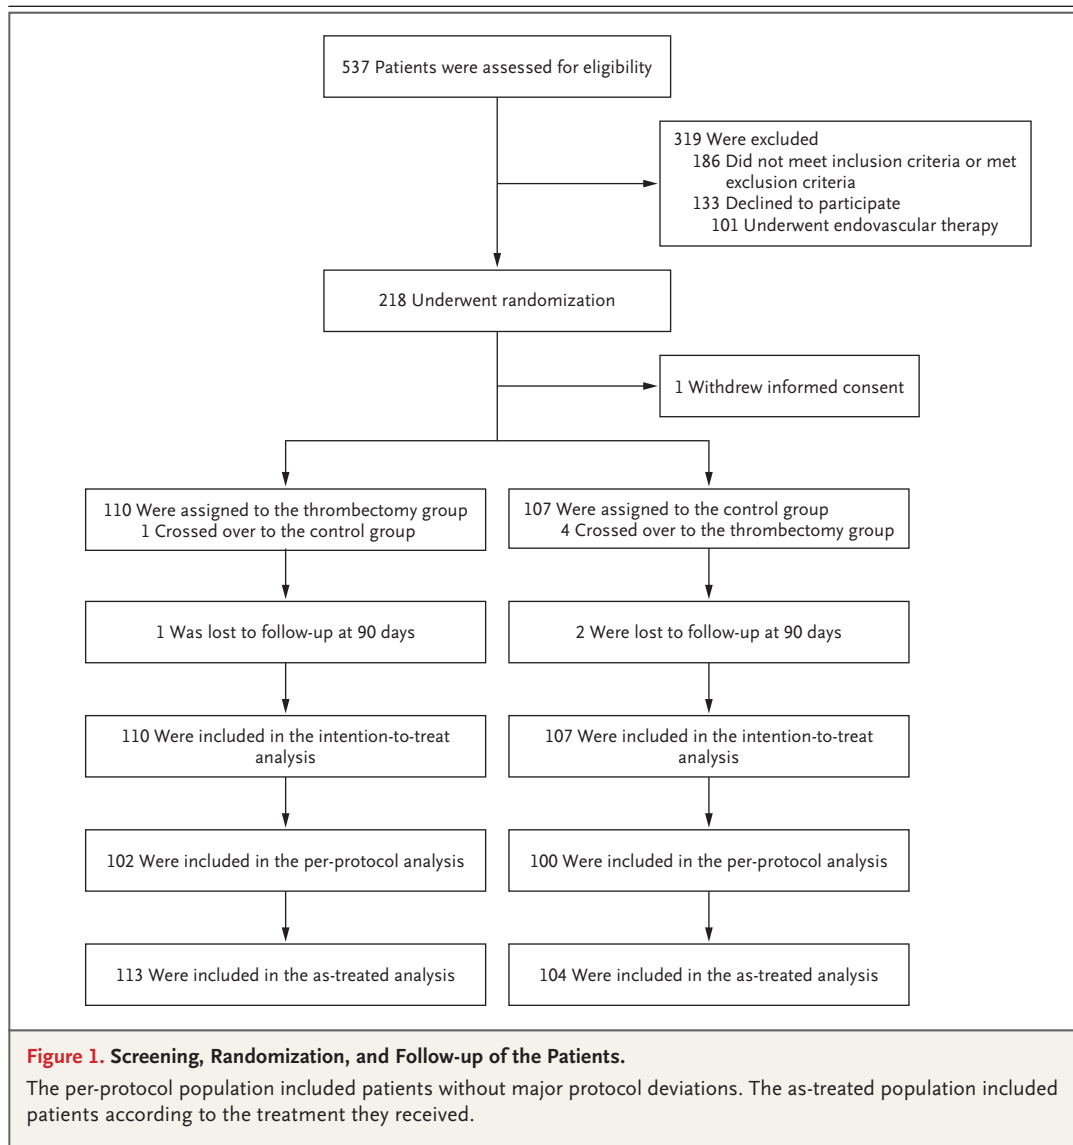 537 Patients were assessed for eligibility
319 Were excluded
186 Did not meet inclusion criteria or met
exclusion criteria
133 Declined to participate
101 Underwent endovascular therapy
218 Underwent randomization
1 Withdrew informed consent
110 Were assigned to the thrombectomy group
1 Crossed over to the control group
107 Were assigned to the control group
4 Crossed over to the thrombectomy group
1 Was lost to follow-up at 90 days
2 Were lost to follow-up at 90 days
110 Were included in the intention-to-treat
analysis
107 Were included in the intention-to-treat
analysis
102 Were included in the per-protocol analysis
100 Were included in the per-protocol analysis
113 Were included in the as-treated analysis
104 Were included in the as-treated analysis
Figure 1. Screening, Randomization, and Follow-up of the Patients.
The per-protocol population included patients without major protocol deviations. The as-treated population included
patients according to the treatment they received.